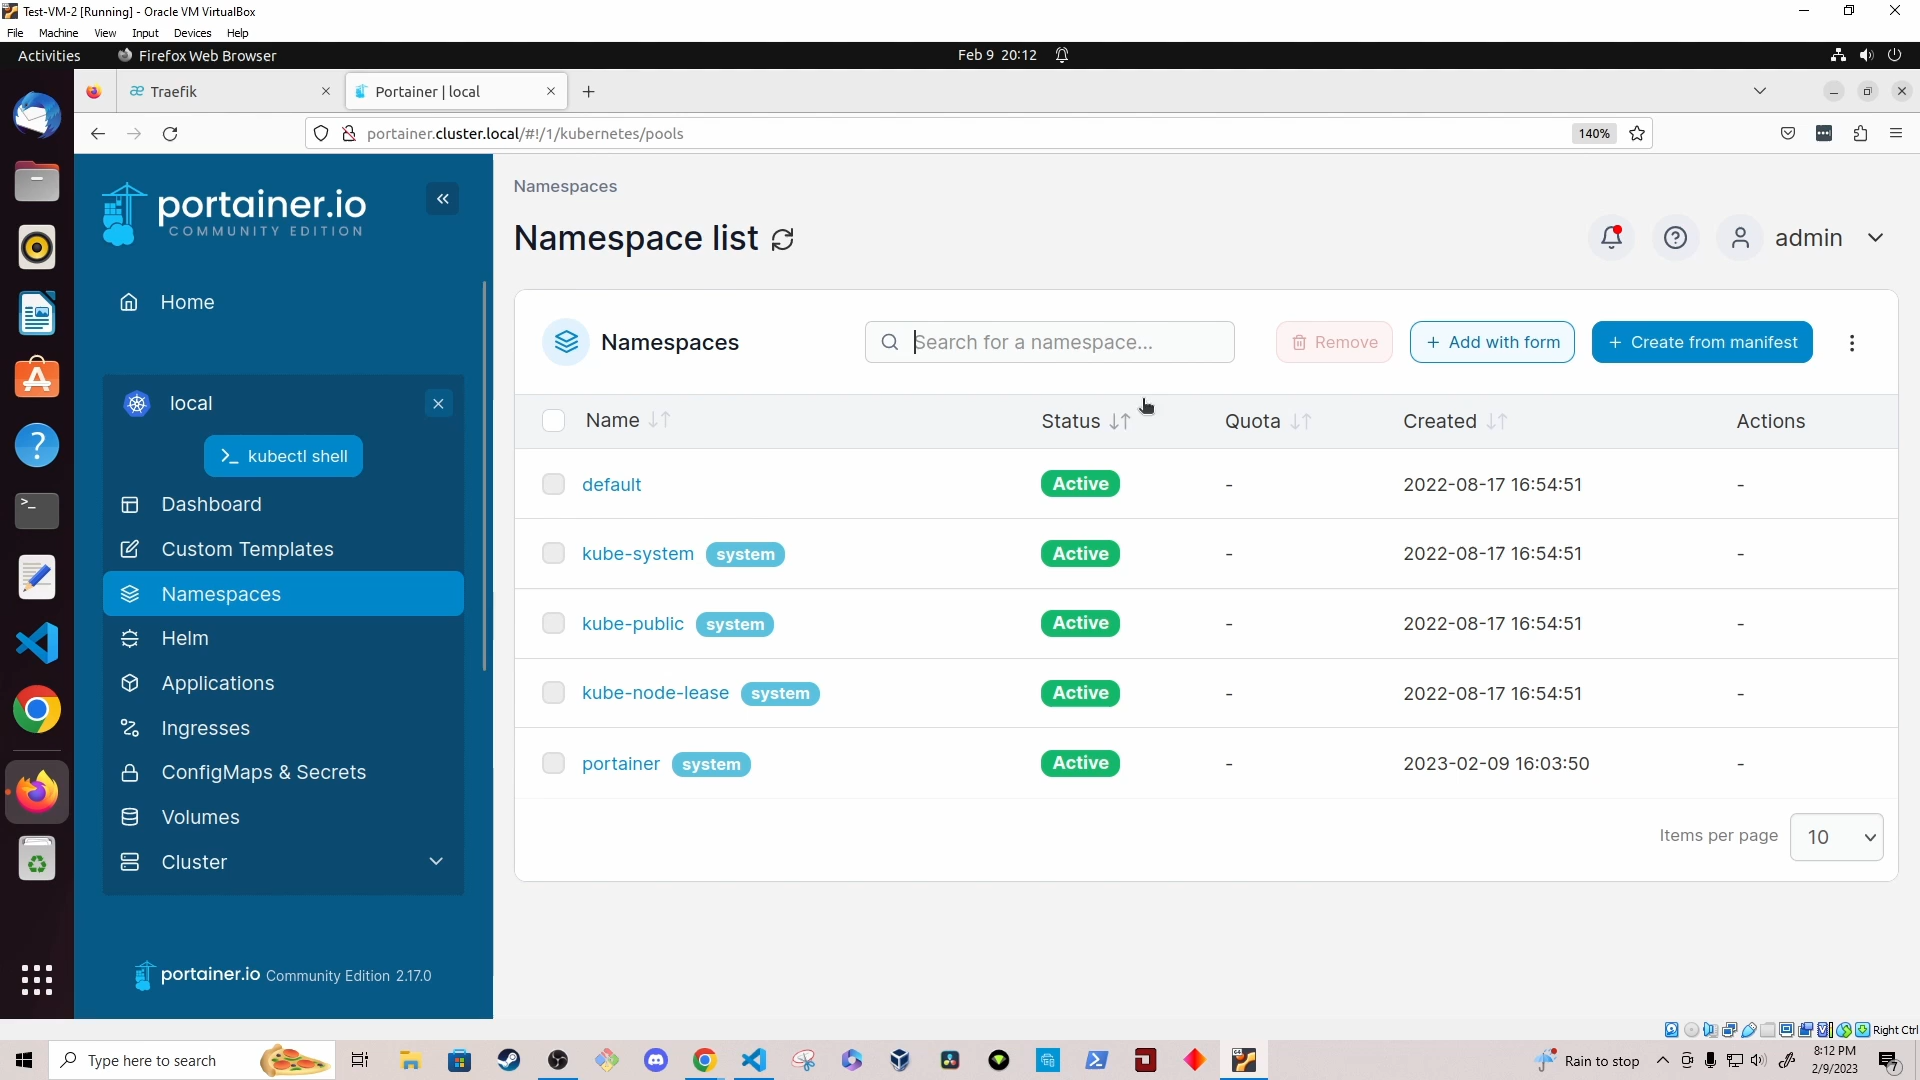 Test-VM-2 [Running] - Oracle VM VirtualBox
File Machine View Input Devices Help
Activities Firefox Web Browser Feb 9 20:12
Traefik Portainer | local
portainer.cluster.local/#!/1/kubernetes/pools 140%
portainer.io
COMMUNITY EDITION
Home
local
>_ kubectl shell
Dashboard
Custom Templates
Namespaces
Helm
Applications
Ingresses
ConfigMaps & Secrets
Volumes
Cluster
portainer.io Community Edition 2.17.0
Namespaces
Namespace list
admin
Namespaces Search for a namespace... Remove + Add with form + Create from manifest
Name Status Quota Created Actions
default Active - 2022-08-17 16:54:51 -
kube-system system Active - 2022-08-17 16:54:51 -
kube-public system Active - 2022-08-17 16:54:51 -
kube-node-lease system Active - 2022-08-17 16:54:51 -
portainer system Active - 2023-02-09 16:03:50 -
Items per page 10
Right Ctrl
Type here to search
Rain to stop
8:12 PM
2/9/2023
7